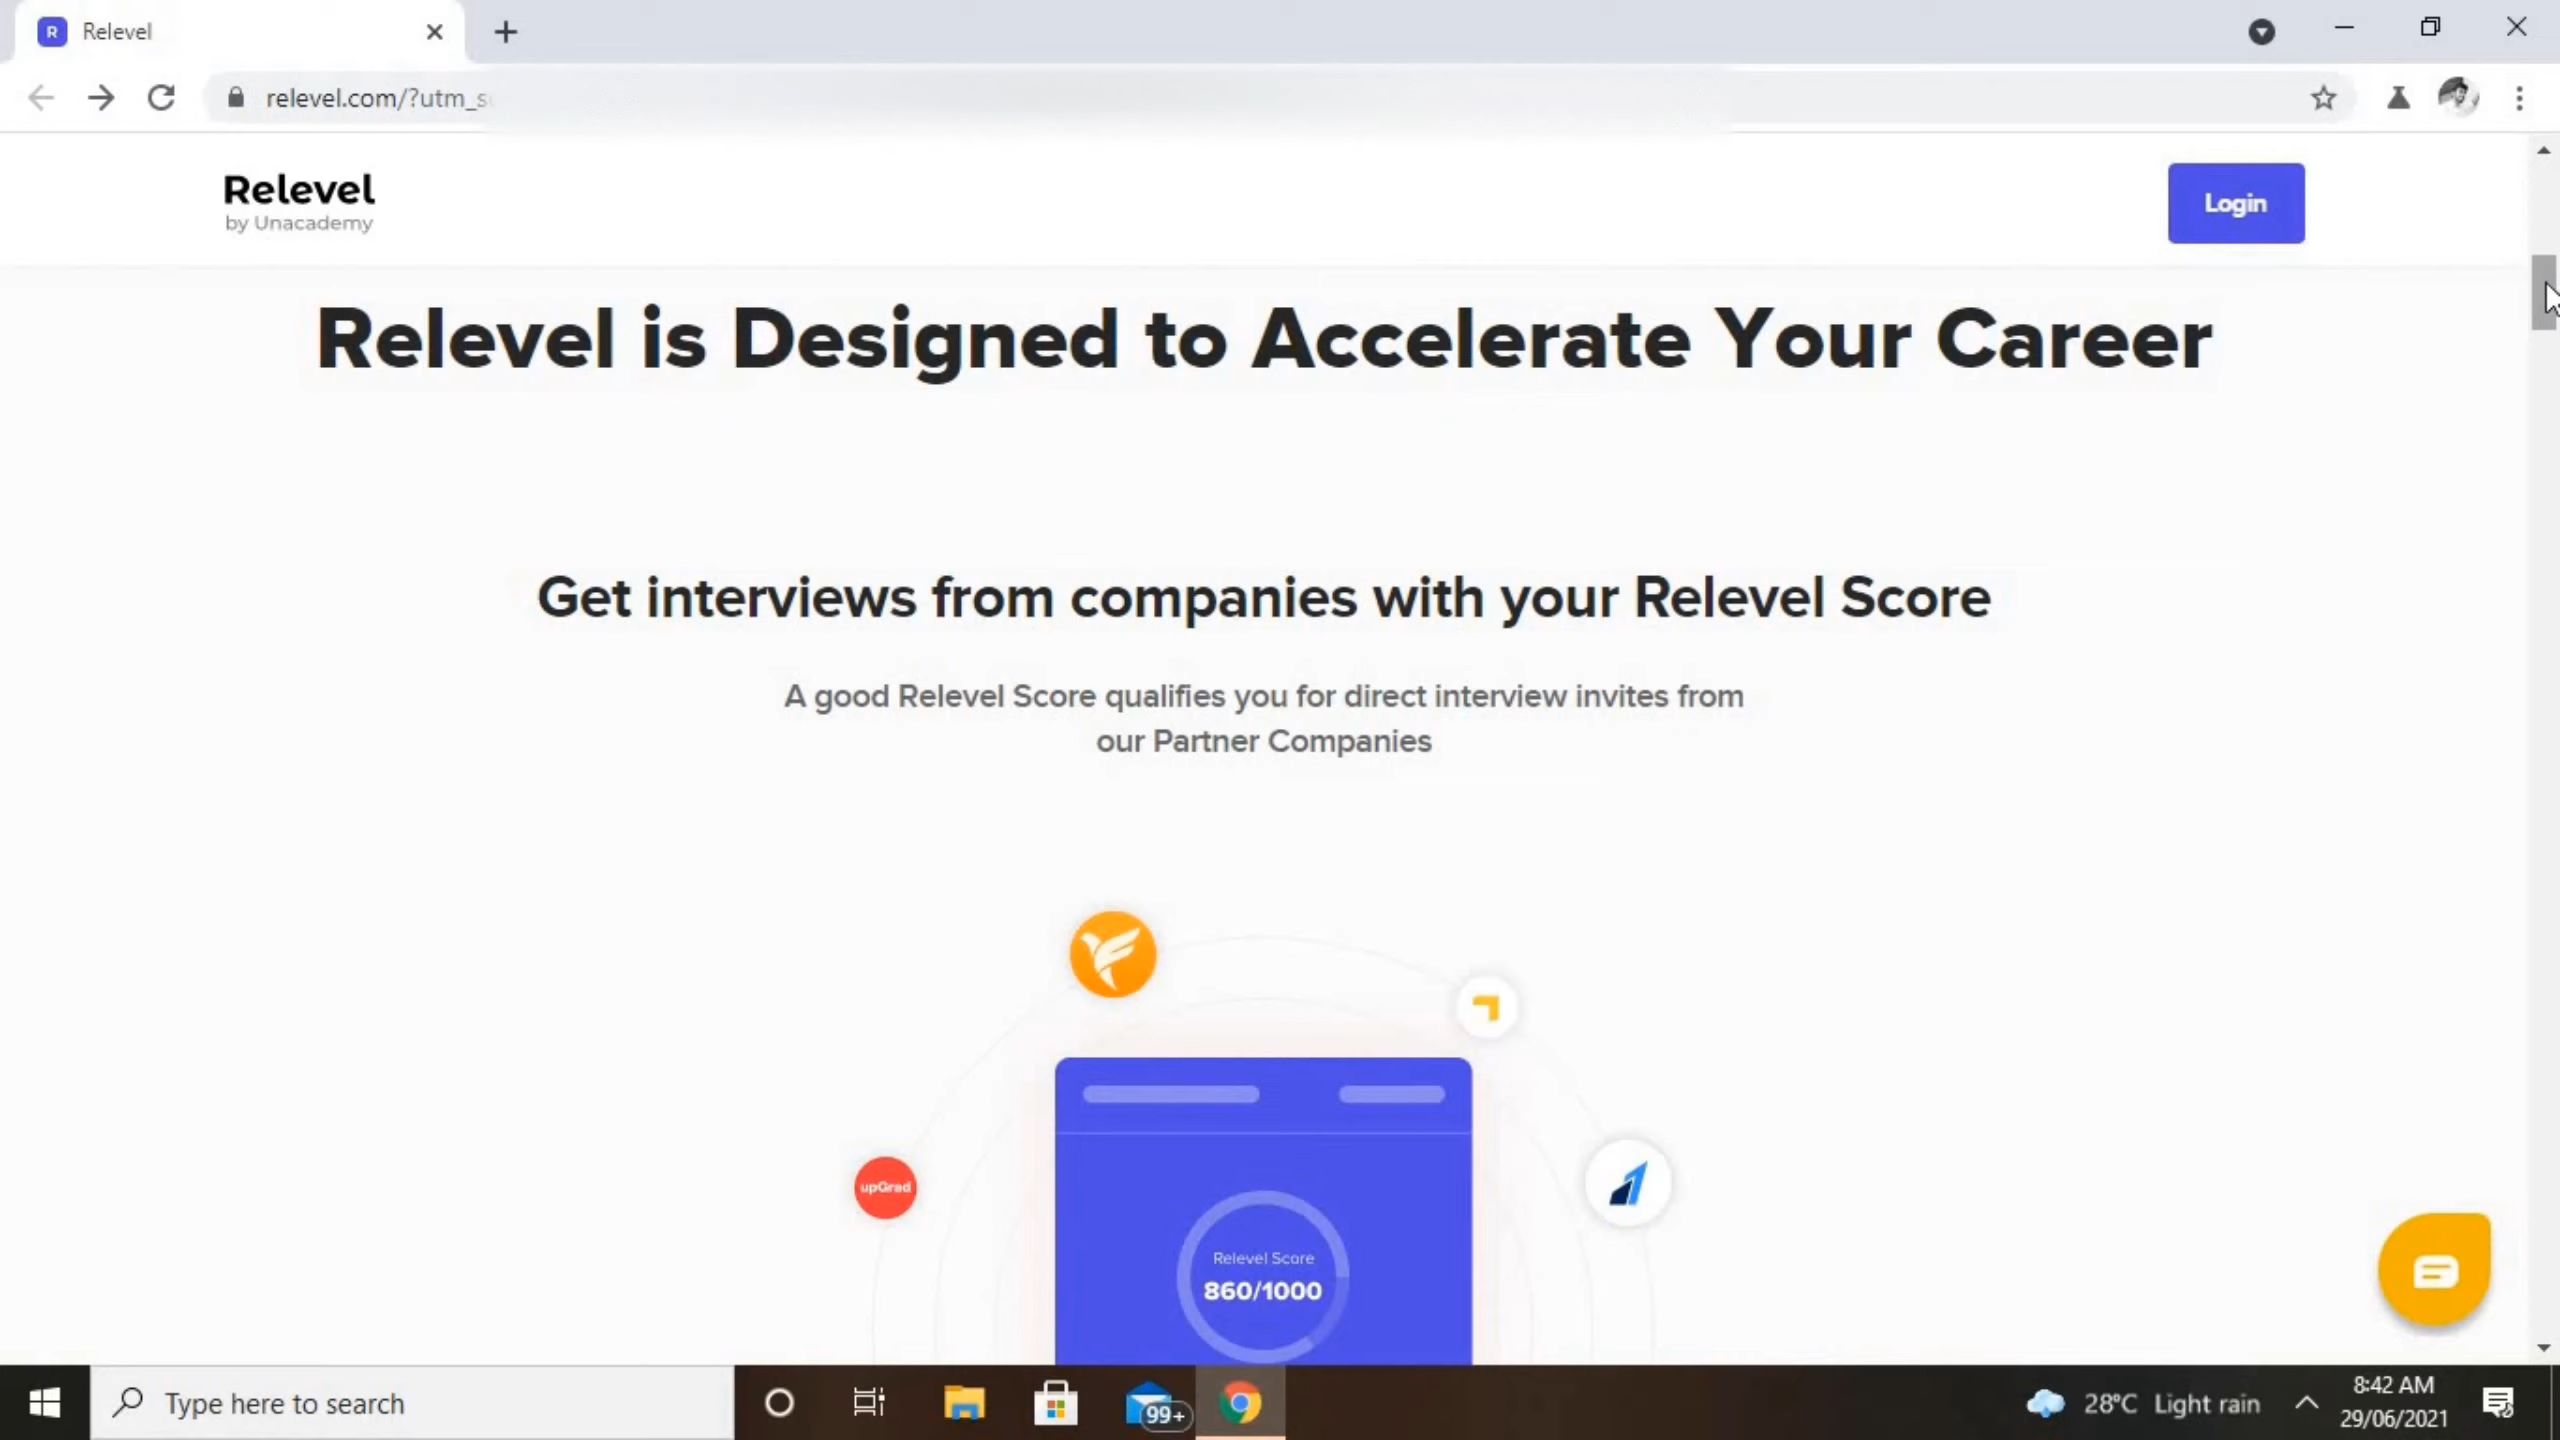 R Relevel
relevel.com/?utm_s
Relevel
by Unacademy
Login
Relevel is Designed to Accelerate Your Career
Get interviews from companies with your Relevel Score
A good Relevel Score qualifies you for direct interview invites from
our Partner Companies
upGrad
Relevel Score
860/1000
Type here to search
99+
28°C Light rain
8:42 AM
29/06/2021